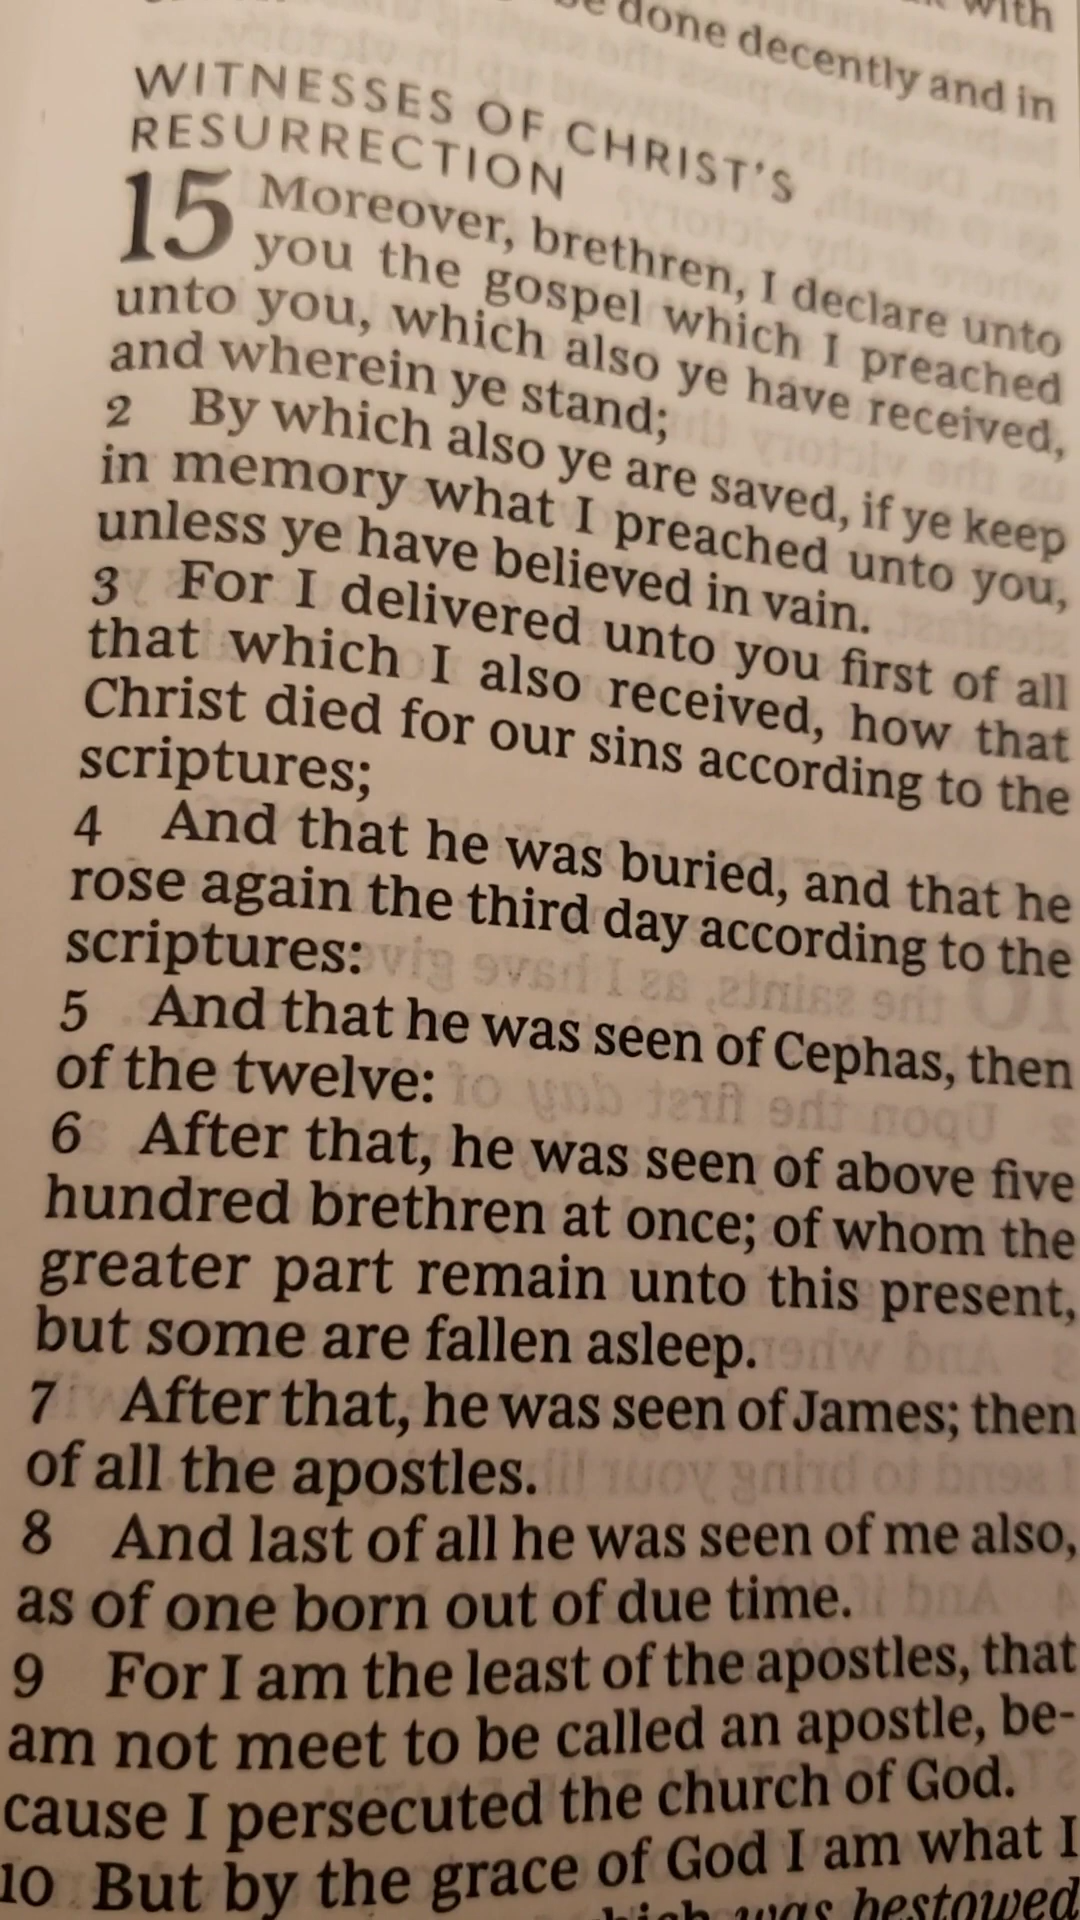 with
be done decently and in
WITNESSES OF CHRIST'S
RESURRECTION
15 Moreover, brethren, I declare unto
you the gospel which I preached
unto you, which also ye have received,
and wherein ye stand;
2 By which also ye are saved, if ye keep
in memory what I preached unto you,
unless ye have believed in vain.
3 For I delivered unto you first of all
that which I also received, how that
Christ died for our sins according to the
scriptures;
4 And that he was buried, and that he
rose again the third day according to the
scriptures:
5 And that he was seen of Cephas, then
of the twelve:
6 After that, he was seen of above five
hundred brethren at once; of whom the
greater part remain unto this present,
but some are fallen asleep.
7 After that, he was seen of James; then
of all the apostles.
8 And last of all he was seen of me also,
as of one born out of due time.
9 For I am the least of the apostles, that
am not meet to be called an apostle, be-
cause I persecuted the church of God.
10 But by the grace of God I am what I
which was bestowed